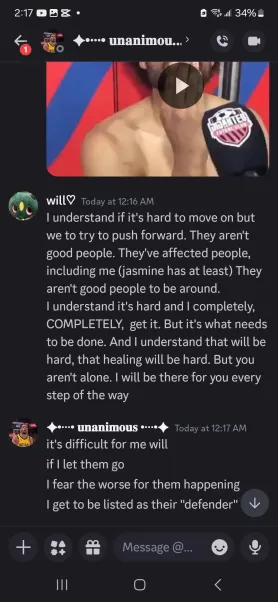 2:17
34%
1
✦•···· unanimou... >
GIGANTES
will♡ Today at 12:16 AM
I understand if it's hard to move on but
we to try to push forward. They aren't
good people. They've affected people,
including me (jasmine has at least) They
aren't good people to be around.
I understand it's hard and I completely,
COMPLETELY, get it. But it's what needs
to be done. And I understand that will be
hard, that healing will be hard. But you
aren't alone. I will be there for you every
step of the way
✦•···· unanimous ····•✦ Today at 12:17 AM
it's difficult for me will
if I let them go
I fear the worse for them happening
I get to be listed as their "defender"
Message @...